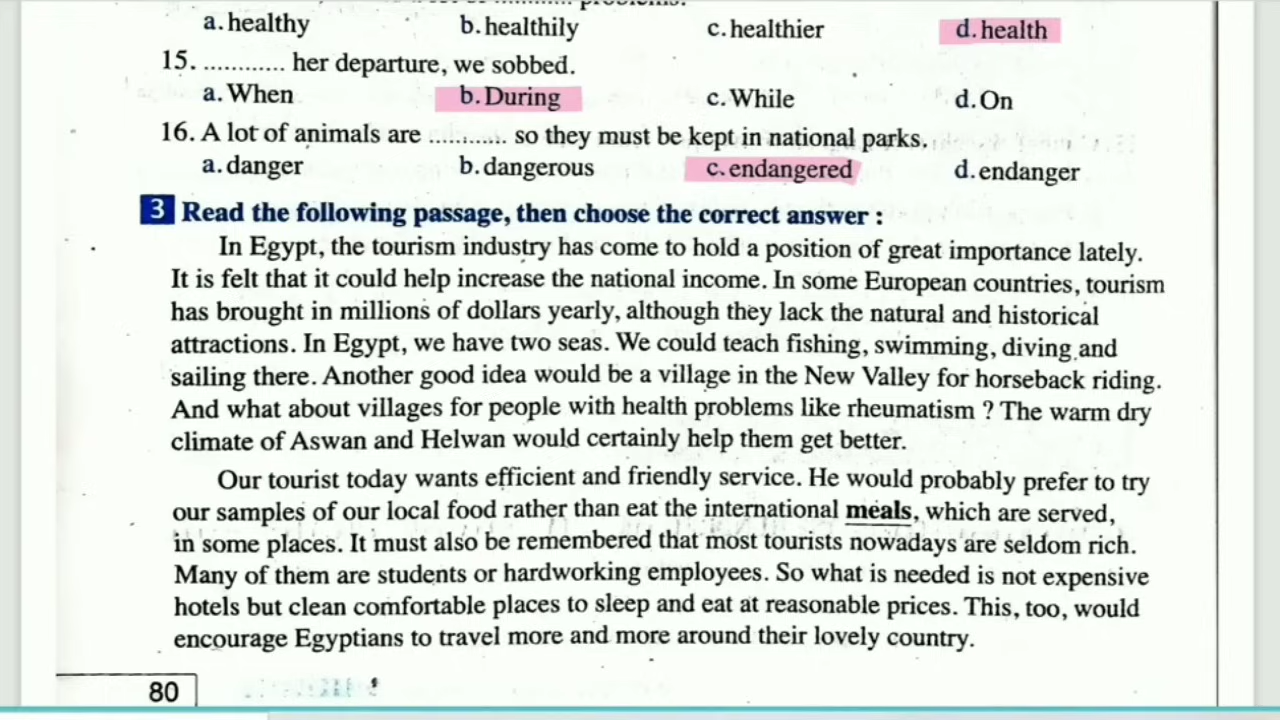 problems.
a. healthy b. healthily c. healthier d. health
15. ............ her departure, we sobbed.
a. When b. During c. While d. On
16. A lot of animals are ............ so they must be kept in national parks.
a. danger b. dangerous c. endangered d. endanger
3 Read the following passage, then choose the correct answer :
In Egypt, the tourism industry has come to hold a position of great importance lately.
It is felt that it could help increase the national income. In some European countries, tourism
has brought in millions of dollars yearly, although they lack the natural and historical
attractions. In Egypt, we have two seas. We could teach fishing, swimming, diving and
sailing there. Another good idea would be a village in the New Valley for horseback riding.
And what about villages for people with health problems like rheumatism ? The warm dry
climate of Aswan and Helwan would certainly help them get better.
Our tourist today wants efficient and friendly service. He would probably prefer to try
our samples of our local food rather than eat the international meals, which are served,
in some places. It must also be remembered that most tourists nowadays are seldom rich.
Many of them are students or hardworking employees. So what is needed is not expensive
hotels but clean comfortable places to sleep and eat at reasonable prices. This, too, would
encourage Egyptians to travel more and more around their lovely country.
80